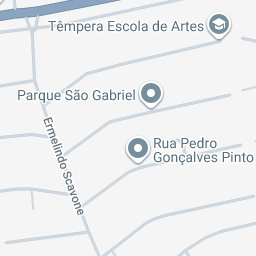 Têmpera Escola de Artes
Parque São Gabriel
Ermelindo Scavone
Rua Pedro
Gonçalves Pinto